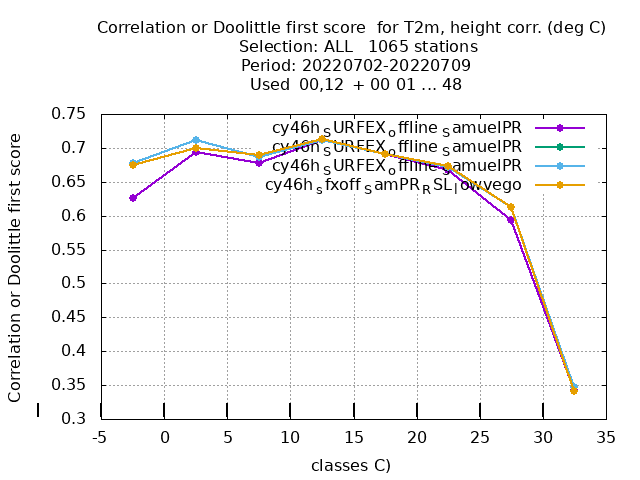 Correlation or Doolittle first score  for T2m, height corr. (deg C)
Selection: ALL   1065 stations
Period: 20220702-20220709
Used  00,12  + 00 01 ... 48
Correlation or Doolittle first score
0.75
0.7
0.65
0.6
0.55
0.5
0.45
0.4
0.35
0.3
cy46h_SURFEX_offline_SamuelPR
cy46h_SURFEX_offline_SamuelPR
cy46h_SURFEX_offline_SamuelPR
cy46h_sfxoff_SamPR_RSL_lowvego
-5
0
5
10
15
20
25
30
35
classes C)